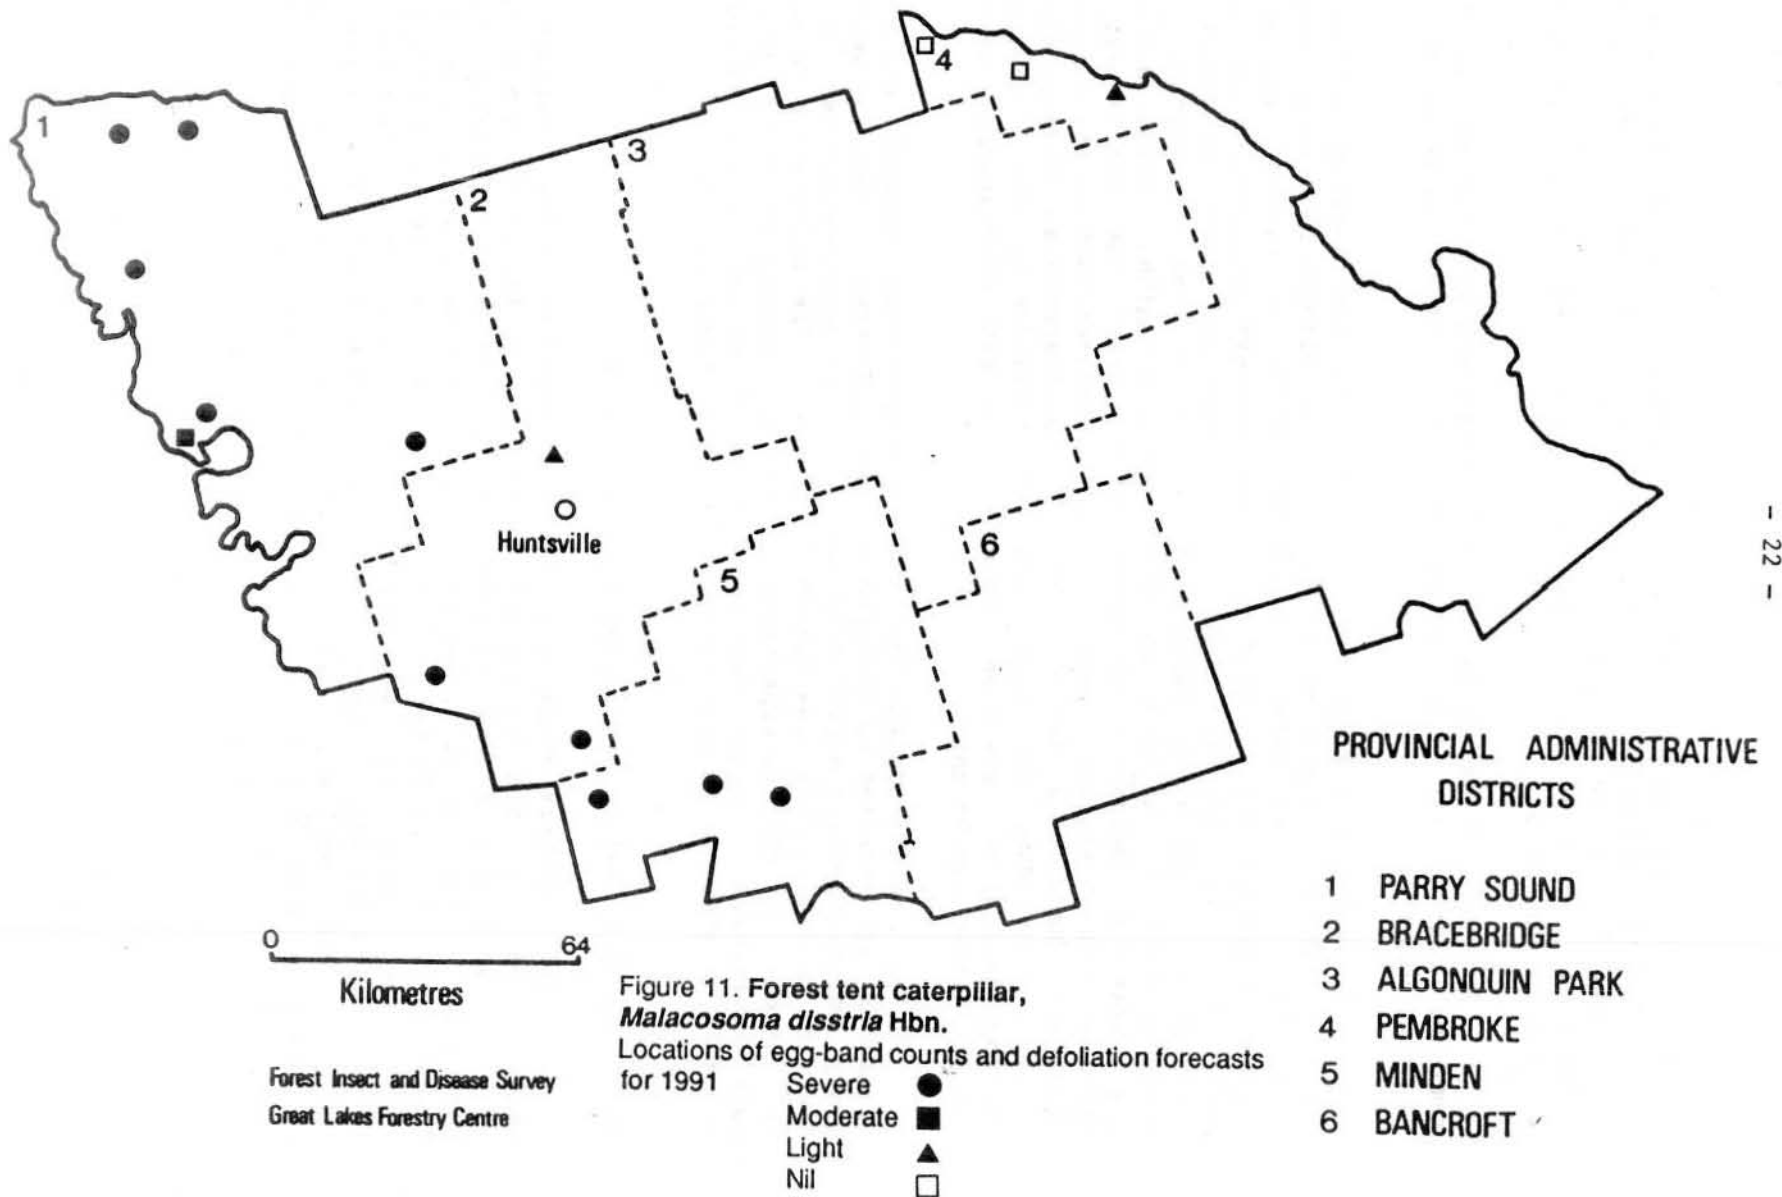 4
1
3
2
Huntsville
6
5
- 22 -
PROVINCIAL ADMINISTRATIVE
DISTRICTS
1 PARRY SOUND
2 BRACEBRIDGE
3 ALGONQUIN PARK
4 PEMBROKE
5 MINDEN
6 BANCROFT
0 64
Kilometres
Figure 11. Forest tent caterpillar,
Malacosoma disstria Hbn.
Locations of egg-band counts and defoliation forecasts
for 1991
Severe
Moderate
Light
Nil
Forest Insect and Disease Survey
Great Lakes Forestry Centre